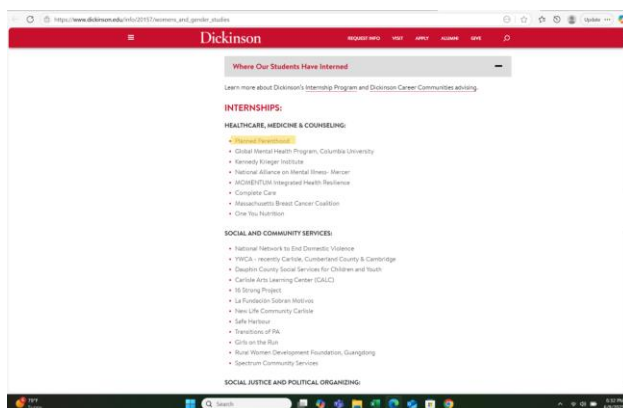 https://www.dickinson.edu/info/20157/womens_and_gender_studies
Update
Dickinson
REQUEST INFO VISIT APPLY ALUMNI GIVE
Where Our Students Have Interned
Learn more about Dickinson's Internship Program and Dickinson Career Communities advising.
INTERNSHIPS:
HEALTHCARE, MEDICINE & COUNSELING:
Planned Parenthood
Global Mental Health Program, Columbia University
Kennedy Krieger Institute
National Alliance on Mental Illness- Mercer
MOMENTUM Integrated Health Resilience
Complete Care
Massachusetts Breast Cancer Coalition
One You Nutrition
SOCIAL AND COMMUNITY SERVICES:
National Network to End Domestic Violence
YWCA - recently Carlisle, Cumberland County & Cambridge
Dauphin County Social Services for Children and Youth
Carlisle Arts Learning Center (CALC)
16 Strong Project
La Fundación Sobran Motivos
New Life Community Carlisle
Safe Harbour
Transitions of PA
Girls on the Run
Rural Women Development Foundation, Guangdong
Spectrum Community Services
SOCIAL JUSTICE AND POLITICAL ORGANIZING:
Search
6:32 PM